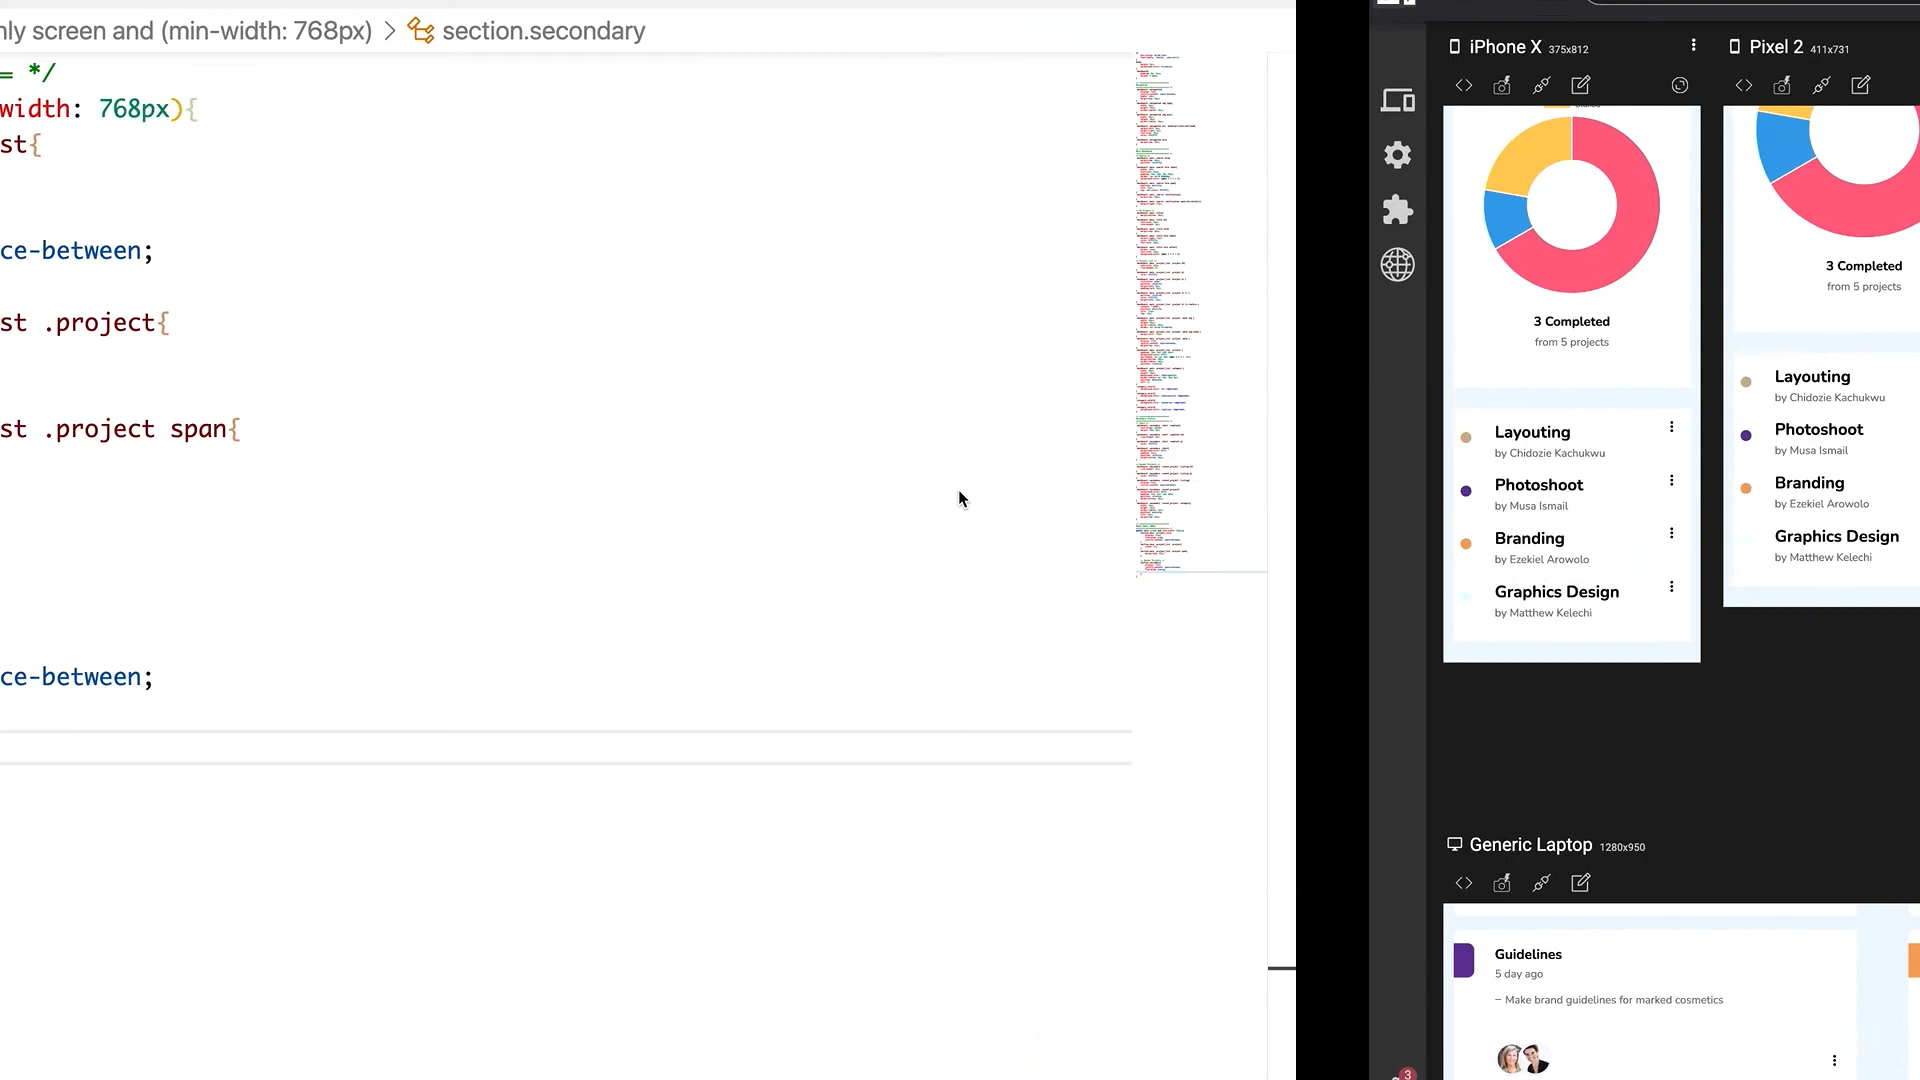 nly screen and (min-width: 768px) > section.secondary
= */
width: 768px){
st{
ce-between;
st .project{
st .project span{
ce-between;
iPhone X 375x812
3 Completed
from 5 projects
Layouting
by Chidozie Kachukwu
Photoshoot
by Musa Ismail
Branding
by Ezekiel Arowolo
Graphics Design
by Matthew Kelechi
Pixel 2 411x731
3 Completed
from 5 projects
Layouting
by Chidozie Kachukwu
Photoshoot
by Musa Ismail
Branding
by Ezekiel Arowolo
Graphics Design
by Matthew Kelechi
Generic Laptop 1280x950
Guidelines
5 day ago
– Make brand guidelines for marked cosmetics
3